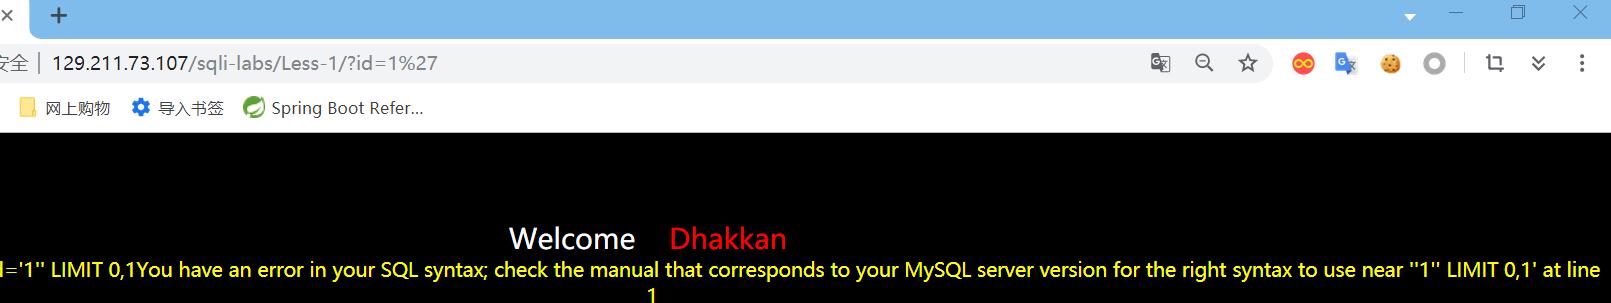 安全 | 129.211.73.107/sqli-labs/Less-1/?id=1%27
网上购物 导入书签 Spring Boot Refer...
Welcome Dhakkan
d='1'' LIMIT 0,1You have an error in your SQL syntax; check the manual that corresponds to your MySQL server version for the right syntax to use near ''1'' LIMIT 0,1' at line
1